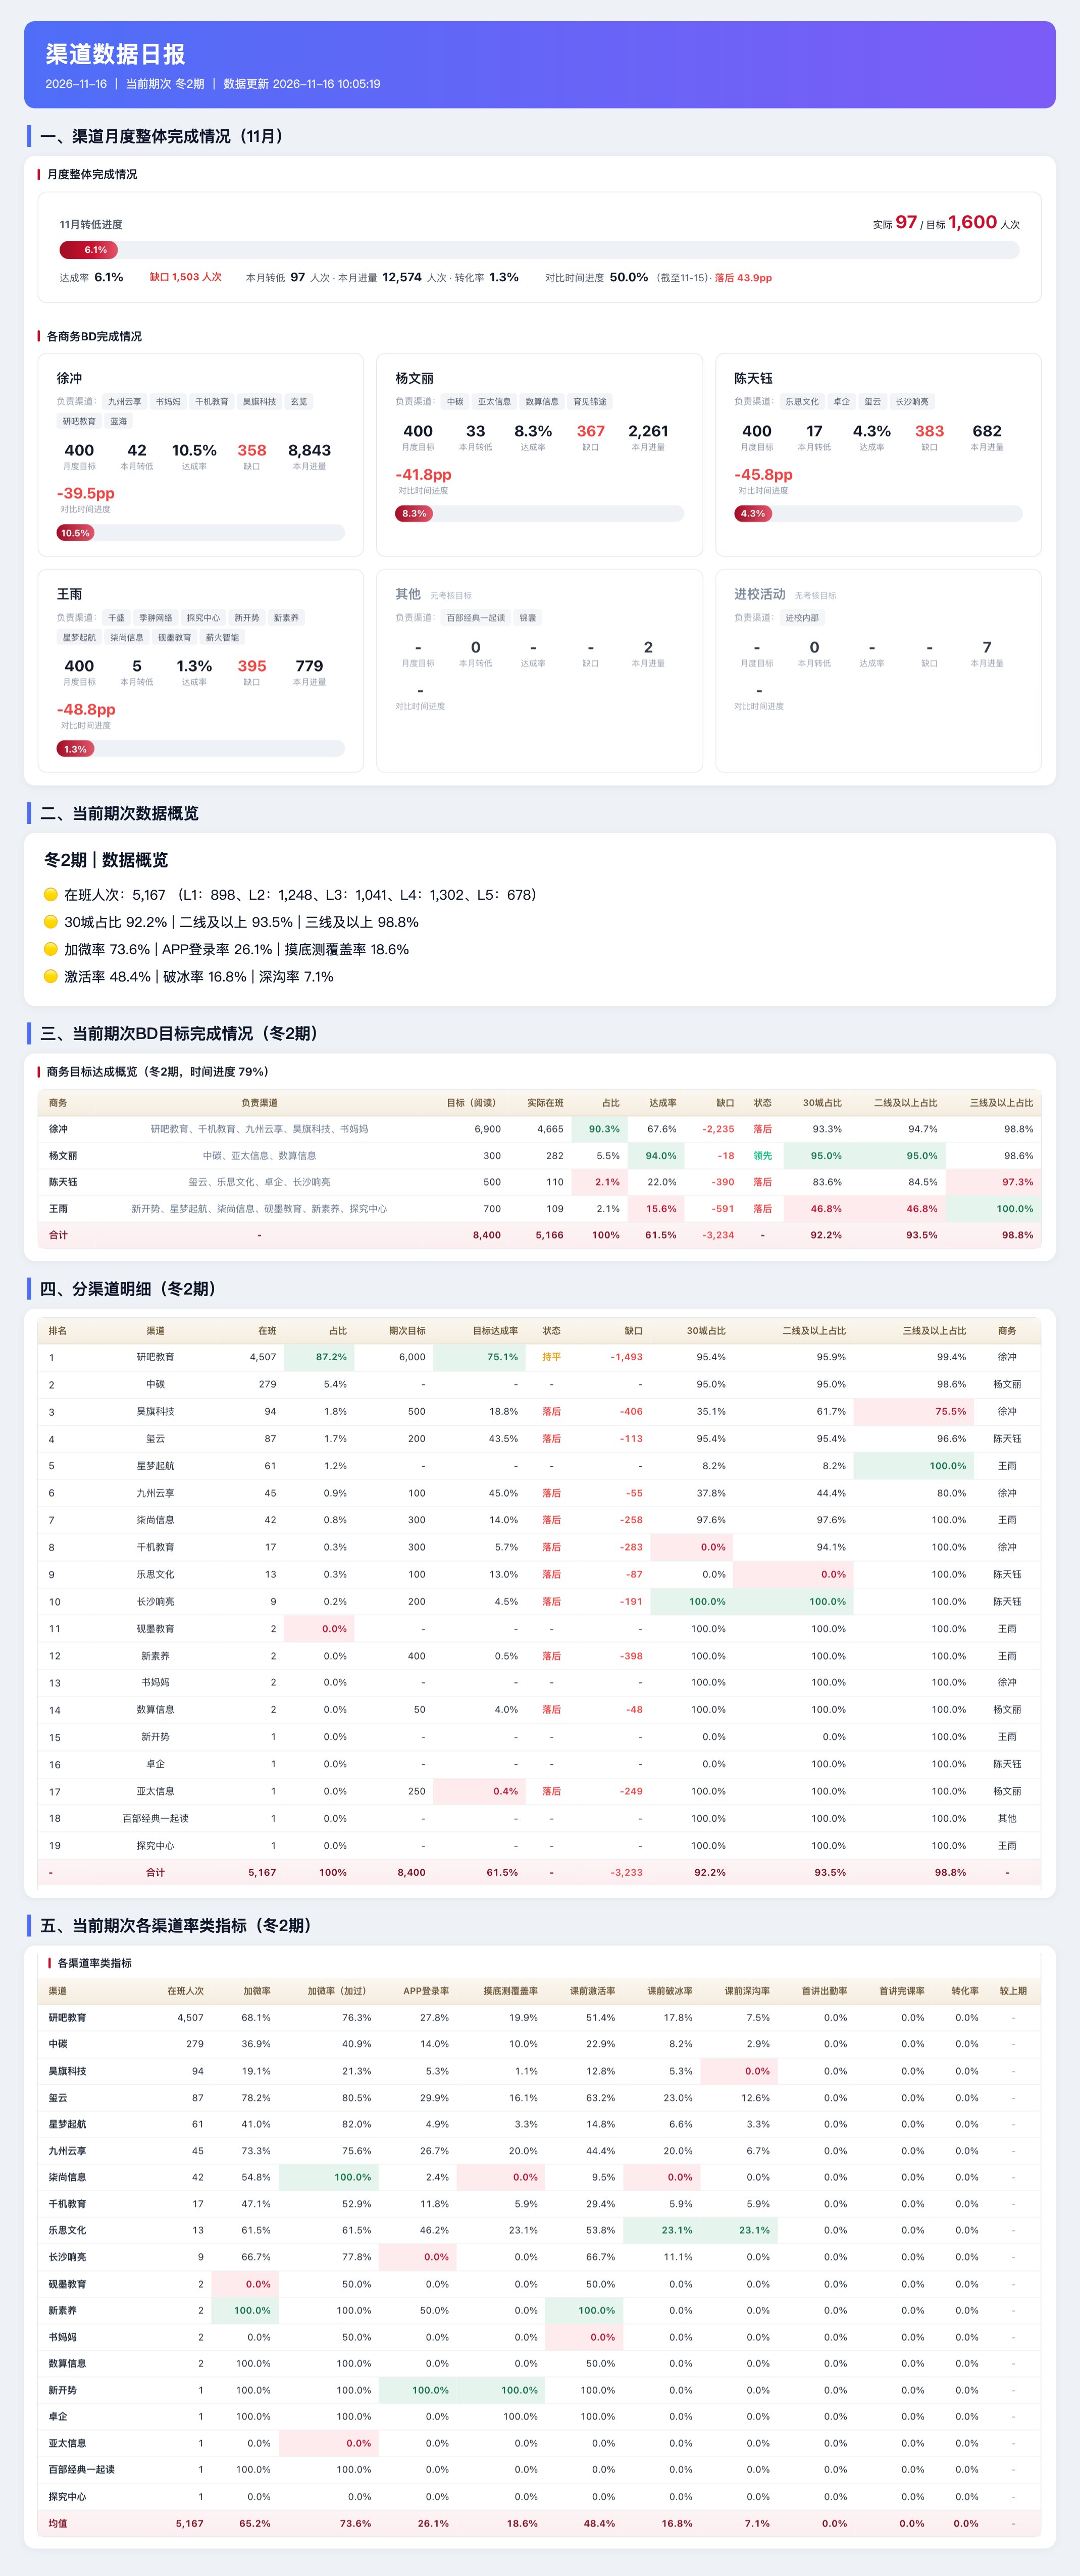 渠道数据日报
2026-11-16 | 当前期次 冬2期 | 数据更新 2026-11-16 10:05:19
一、渠道月度整体完成情况（11月）
月度整体完成情况
11月转低进度 实际 97 / 目标 1,600 人次
6.1%
达成率 6.1% 缺口 1,503 人次 本月转低 97 人次 · 本月进量 12,574 人次 · 转化率 1.3% 对比时间进度 50.0% （截至11-15）· 落后 43.9pp
各商务BD完成情况
徐冲
负责渠道： 九州云享 书妈妈 千机教育 昊旗科技 玄览
研吧教育 蓝海
400 42 10.5% 358 8,843
月度目标 本月转低 达成率 缺口 本月进量
-39.5pp
对比时间进度
10.5%
杨文丽
负责渠道： 中碳 亚太信息 数算信息 育见锦途
400 33 8.3% 367 2,261
月度目标 本月转低 达成率 缺口 本月进量
-41.8pp
对比时间进度
8.3%
陈天钰
负责渠道： 乐思文化 卓企 玺云 长沙响亮
400 17 4.3% 383 682
月度目标 本月转低 达成率 缺口 本月进量
-45.8pp
对比时间进度
4.3%
王雨
负责渠道： 千盛 季翀网络 探究中心 新开势 新素养
星梦起航 柒尚信息 砚墨教育 薪火智能
400 5 1.3% 395 779
月度目标 本月转低 达成率 缺口 本月进量
-48.8pp
对比时间进度
1.3%
其他 无考核目标
负责渠道： 百部经典一起读 锦囊
- 0 - - 2
月度目标 本月转低 达成率 缺口 本月进量
-
对比时间进度
进校活动 无考核目标
负责渠道： 进校内部
- 0 - - 7
月度目标 本月转低 达成率 缺口 本月进量
-
对比时间进度
二、当前期次数据概览
冬2期 | 数据概览
在班人次：5,167 （L1：898、L2：1,248、L3：1,041、L4：1,302、L5：678）
30城占比 92.2% | 二线及以上 93.5% | 三线及以上 98.8%
加微率 73.6% | APP登录率 26.1% | 摸底测覆盖率 18.6%
激活率 48.4% | 破冰率 16.8% | 深沟率 7.1%
三、当前期次BD目标完成情况（冬2期）
商务目标达成概览（冬2期，时间进度 79%）
商务 负责渠道 目标（阅读） 实际在班 占比 达成率 缺口 状态 30城占比 二线及以上占比 三线及以上占比
徐冲 研吧教育、千机教育、九州云享、昊旗科技、书妈妈 6,900 4,665 90.3% 67.6% -2,235 落后 93.3% 94.7% 98.8%
杨文丽 中碳、亚太信息、数算信息 300 282 5.5% 94.0% -18 领先 95.0% 95.0% 98.6%
陈天钰 玺云、乐思文化、卓企、长沙响亮 500 110 2.1% 22.0% -390 落后 83.6% 84.5% 97.3%
王雨 新开势、星梦起航、柒尚信息、砚墨教育、新素养、探究中心 700 109 2.1% 15.6% -591 落后 46.8% 46.8% 100.0%
合计 - 8,400 5,166 100% 61.5% -3,234 - 92.2% 93.5% 98.8%
四、分渠道明细（冬2期）
排名 渠道 在班 占比 期次目标 目标达成率 状态 缺口 30城占比 二线及以上占比 三线及以上占比 商务
1 研吧教育 4,507 87.2% 6,000 75.1% 持平 -1,493 95.4% 95.9% 99.4% 徐冲
2 中碳 279 5.4% - - - - 95.0% 95.0% 98.6% 杨文丽
3 昊旗科技 94 1.8% 500 18.8% 落后 -406 35.1% 61.7% 75.5% 徐冲
4 玺云 87 1.7% 200 43.5% 落后 -113 95.4% 95.4% 96.6% 陈天钰
5 星梦起航 61 1.2% - - - - 8.2% 8.2% 100.0% 王雨
6 九州云享 45 0.9% 100 45.0% 落后 -55 37.8% 44.4% 80.0% 徐冲
7 柒尚信息 42 0.8% 300 14.0% 落后 -258 97.6% 97.6% 100.0% 王雨
8 千机教育 17 0.3% 300 5.7% 落后 -283 0.0% 94.1% 100.0% 徐冲
9 乐思文化 13 0.3% 100 13.0% 落后 -87 0.0% 0.0% 100.0% 陈天钰
10 长沙响亮 9 0.2% 200 4.5% 落后 -191 100.0% 100.0% 100.0% 陈天钰
11 砚墨教育 2 0.0% - - - - 100.0% 100.0% 100.0% 王雨
12 新素养 2 0.0% 400 0.5% 落后 -398 100.0% 100.0% 100.0% 王雨
13 书妈妈 2 0.0% - - - - 100.0% 100.0% 100.0% 徐冲
14 数算信息 2 0.0% 50 4.0% 落后 -48 100.0% 100.0% 100.0% 杨文丽
15 新开势 1 0.0% - - - - 0.0% 0.0% 100.0% 王雨
16 卓企 1 0.0% - - - - 0.0% 100.0% 100.0% 陈天钰
17 亚太信息 1 0.0% 250 0.4% 落后 -249 100.0% 100.0% 100.0% 杨文丽
18 百部经典一起读 1 0.0% - - - - 100.0% 100.0% 100.0% 其他
19 探究中心 1 0.0% - - - - 100.0% 100.0% 100.0% 王雨
- 合计 5,167 100% 8,400 61.5% - -3,233 92.2% 93.5% 98.8% -
五、当前期次各渠道率类指标（冬2期）
各渠道率类指标
渠道 在班人次 加微率 加微率（加过） APP登录率 摸底测覆盖率 课前激活率 课前破冰率 课前深沟率 首讲出勤率 首讲完课率 转化率 较上期
研吧教育 4,507 68.1% 76.3% 27.8% 19.9% 51.4% 17.8% 7.5% 0.0% 0.0% 0.0% -
中碳 279 36.9% 40.9% 14.0% 10.0% 22.9% 8.2% 2.9% 0.0% 0.0% 0.0% -
昊旗科技 94 19.1% 21.3% 5.3% 1.1% 12.8% 5.3% 0.0% 0.0% 0.0% 0.0% -
玺云 87 78.2% 80.5% 29.9% 16.1% 63.2% 23.0% 12.6% 0.0% 0.0% 0.0% -
星梦起航 61 41.0% 82.0% 4.9% 3.3% 14.8% 6.6% 3.3% 0.0% 0.0% 0.0% -
九州云享 45 73.3% 75.6% 26.7% 20.0% 44.4% 20.0% 6.7% 0.0% 0.0% 0.0% -
柒尚信息 42 54.8% 100.0% 2.4% 0.0% 9.5% 0.0% 0.0% 0.0% 0.0% 0.0% -
千机教育 17 47.1% 52.9% 11.8% 5.9% 29.4% 5.9% 5.9% 0.0% 0.0% 0.0% -
乐思文化 13 61.5% 61.5% 46.2% 23.1% 53.8% 23.1% 23.1% 0.0% 0.0% 0.0% -
长沙响亮 9 66.7% 77.8% 0.0% 0.0% 66.7% 11.1% 0.0% 0.0% 0.0% 0.0% -
砚墨教育 2 0.0% 50.0% 0.0% 0.0% 50.0% 0.0% 0.0% 0.0% 0.0% 0.0% -
新素养 2 100.0% 100.0% 50.0% 0.0% 100.0% 0.0% 0.0% 0.0% 0.0% 0.0% -
书妈妈 2 0.0% 50.0% 0.0% 0.0% 0.0% 0.0% 0.0% 0.0% 0.0% 0.0% -
数算信息 2 100.0% 100.0% 0.0% 0.0% 50.0% 0.0% 0.0% 0.0% 0.0% 0.0% -
新开势 1 100.0% 100.0% 100.0% 100.0% 100.0% 0.0% 0.0% 0.0% 0.0% 0.0% -
卓企 1 100.0% 100.0% 0.0% 100.0% 100.0% 0.0% 0.0% 0.0% 0.0% 0.0% -
亚太信息 1 0.0% 0.0% 0.0% 0.0% 0.0% 0.0% 0.0% 0.0% 0.0% 0.0% -
百部经典一起读 1 100.0% 100.0% 0.0% 0.0% 0.0% 0.0% 0.0% 0.0% 0.0% 0.0% -
探究中心 1 0.0% 0.0% 0.0% 0.0% 0.0% 0.0% 0.0% 0.0% 0.0% 0.0% -
均值 5,167 65.2% 73.6% 26.1% 18.6% 48.4% 16.8% 7.1% 0.0% 0.0% 0.0% -